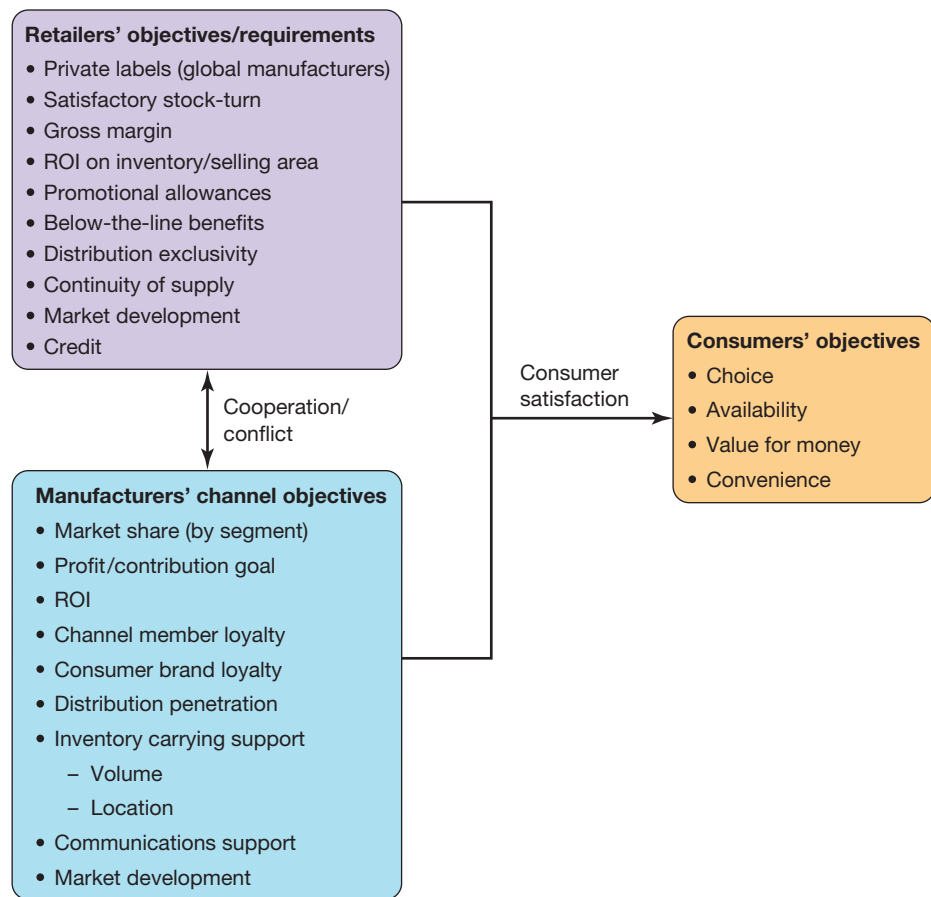 Retailers’ objectives/requirements
• Private labels (global manufacturers)
• Satisfactory stock-turn
• Gross margin
• ROI on inventory/selling area
• Promotional allowances
• Below-the-line benefits
• Distribution exclusivity
• Continuity of supply
• Market development
• Credit
Cooperation/
conflict
Manufacturers’ channel objectives
• Market share (by segment)
• Profit/contribution goal
• ROI
• Channel member loyalty
• Consumer brand loyalty
• Distribution penetration
• Inventory carrying support
– Volume
– Location
• Communications support
• Market development
Consumer
satisfaction
Consumers’ objectives
• Choice
• Availability
• Value for money
• Convenience